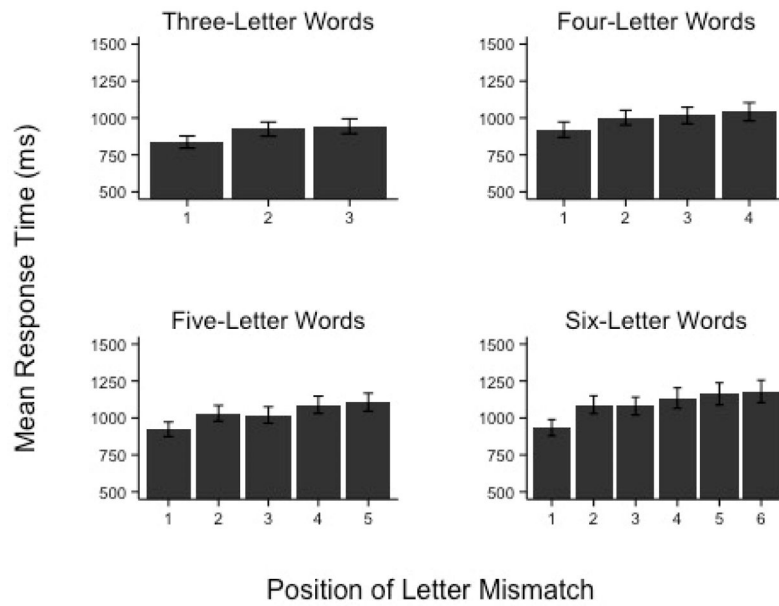 Mean Response Time (ms)
Three-Letter Words
1500
1250
1000
750
500
1 2 3
Four-Letter Words
1500
1250
1000
750
500
1 2 3 4
Five-Letter Words
1500
1250
1000
750
500
1 2 3 4 5
Six-Letter Words
1500
1250
1000
750
500
1 2 3 4 5 6
Position of Letter Mismatch